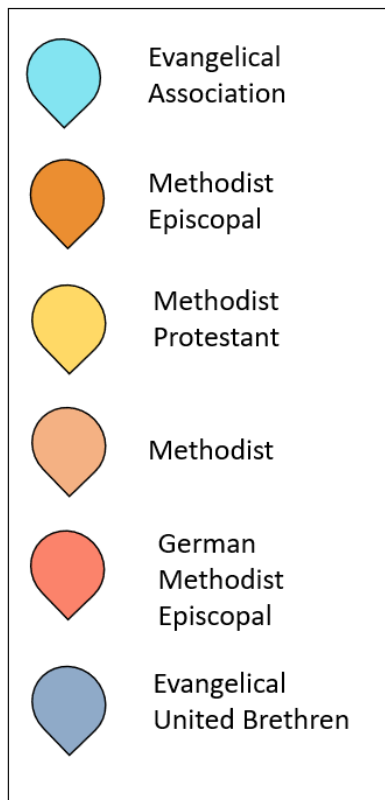 Evangelical
Association
Methodist
Episcopal
Methodist
Protestant
Methodist
German
Methodist
Episcopal
Evangelical
United Brethren